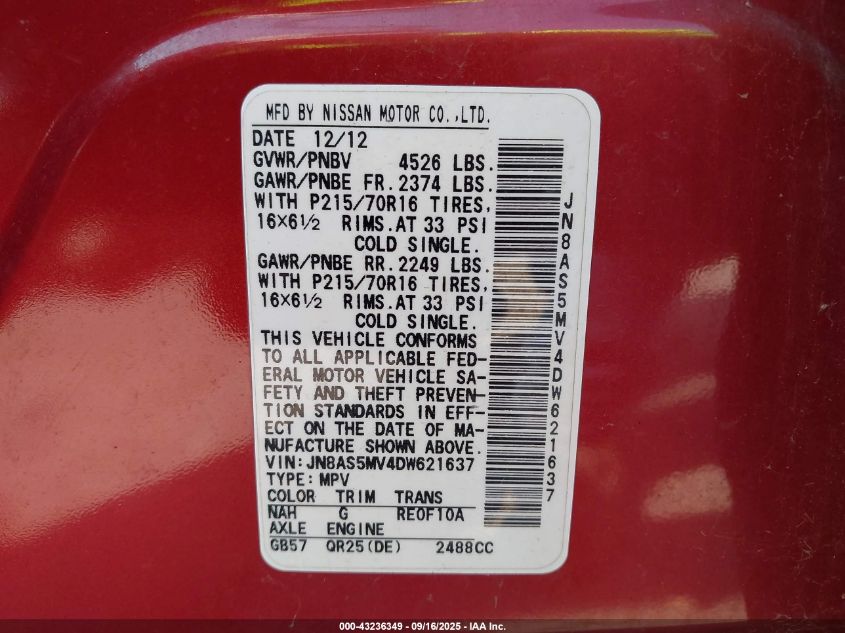 MFD BY NISSAN MOTOR CO.,LTD.
DATE 12/12
GVWR/PNBV 4526 LBS.
GAWR/PNBE FR. 2374 LBS.
WITH P215/70R16 TIRES,
16X6½ RIMS.AT 33 PSI
COLD SINGLE.
GAWR/PNBE RR. 2249 LBS.
WITH P215/70R16 TIRES,
16X6½ RIMS.AT 33 PSI
COLD SINGLE.
THIS VEHICLE CONFORMS
TO ALL APPLICABLE FED-
ERAL MOTOR VEHICLE SA-
FETY AND THEFT PREVEN-
TION STANDARDS IN EFF-
ECT ON THE DATE OF MA-
NUFACTURE SHOWN ABOVE.
VIN:JN8AS5MV4DW621637
TYPE:MPV
COLOR TRIM TRANS
NAH G RE0F10A
AXLE ENGINE
GB57 QR25(DE) 2488CC
JN8AS5MV4DW621637
000-43236349 - 09/16/2025 - IAA Inc.